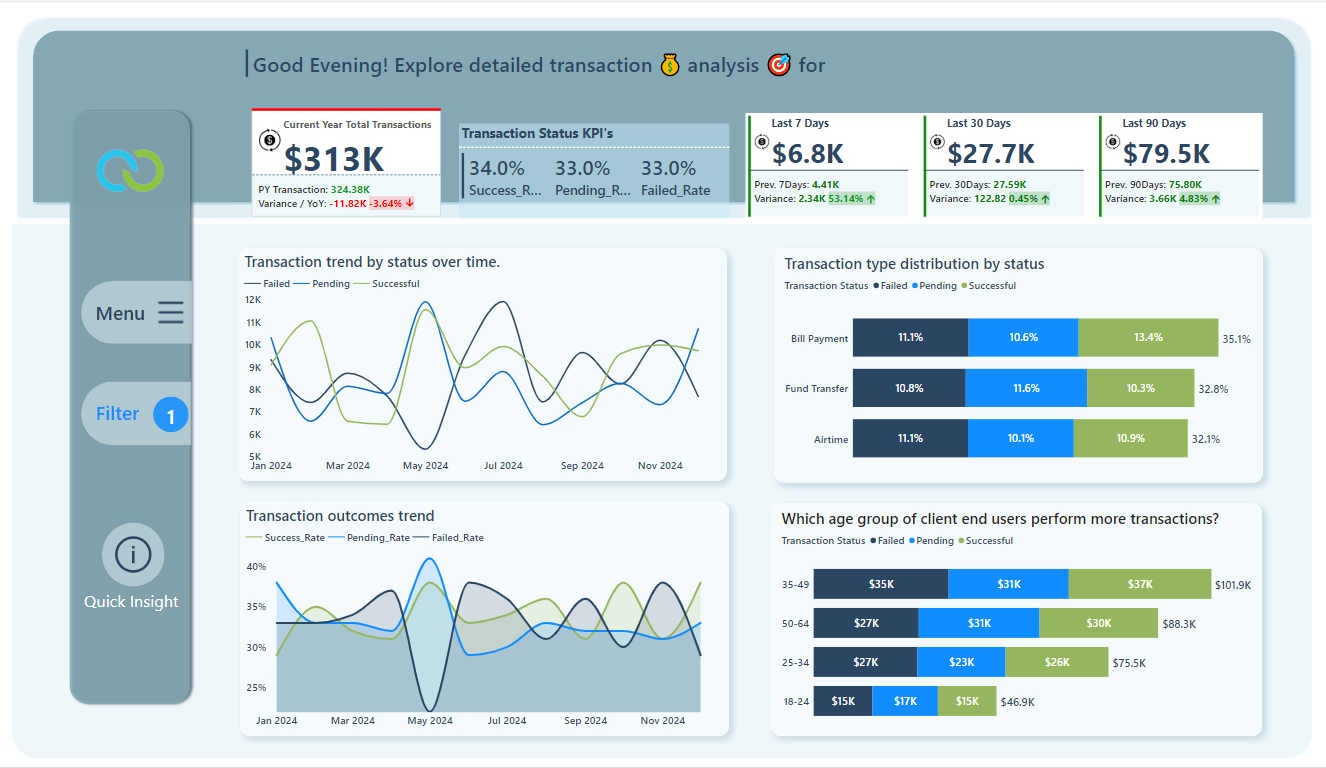 Good Evening! Explore detailed transaction 💰 analysis 🎯 for
Current Year Total Transactions
$313K
PY Transaction: 324.38K
Variance / YoY: -11.82K -3.64% ↓
Transaction Status KPI's
34.0% 33.0% 33.0%
Success_R... Pending_R... Failed_Rate
Last 7 Days
$6.8K
Prev. 7Days: 4.41K
Variance: 2.34K 53.14% ↑
Last 30 Days
$27.7K
Prev. 30Days: 27.59K
Variance: 122.82 0.45% ↑
Last 90 Days
$79.5K
Prev. 90Days: 75.80K
Variance: 3.66K 4.83% ↑
Menu
Filter 1
Quick Insight
Transaction trend by status over time.
Failed Pending Successful
12K
11K
10K
9K
8K
7K
6K
5K
Jan 2024 Mar 2024 May 2024 Jul 2024 Sep 2024 Nov 2024
Transaction type distribution by status
Transaction Status Failed Pending Successful
Bill Payment 11.1% 10.6% 13.4% 35.1%
Fund Transfer 10.8% 11.6% 10.3% 32.8%
Airtime 11.1% 10.1% 10.9% 32.1%
Transaction outcomes trend
Success_Rate Pending_Rate Failed_Rate
40%
35%
30%
25%
Jan 2024 Mar 2024 May 2024 Jul 2024 Sep 2024 Nov 2024
Which age group of client end users perform more transactions?
Transaction Status Failed Pending Successful
35-49 $35K $31K $37K $101.9K
50-64 $27K $31K $30K $88.3K
25-34 $27K $23K $26K $75.5K
18-24 $15K $17K $15K $46.9K